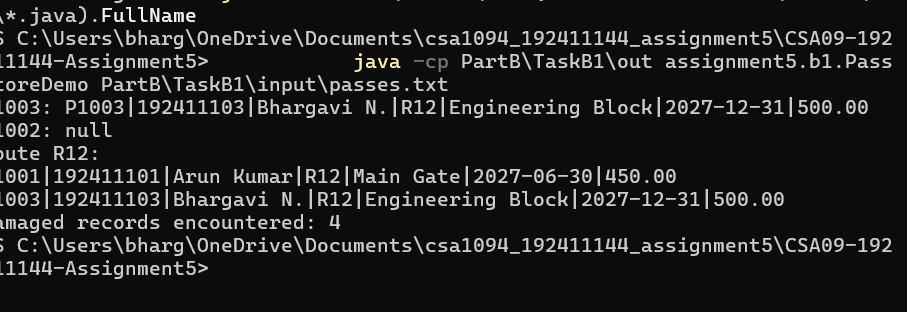 \*.java).FullName
S C:\Users\bharg\OneDrive\Documents\csa1094_192411144_assignment5\CSA09-192
11144-Assignment5>             java -cp PartB\TaskB1\out assignment5.b1.Pass
toreDemo PartB\TaskB1\input\passes.txt
1003: P1003|192411103|Bhargavi N.|R12|Engineering Block|2027-12-31|500.00
1002: null
oute R12:
1001|192411101|Arun Kumar|R12|Main Gate|2027-06-30|450.00
1003|192411103|Bhargavi N.|R12|Engineering Block|2027-12-31|500.00
amaged records encountered: 4
S C:\Users\bharg\OneDrive\Documents\csa1094_192411144_assignment5\CSA09-192
11144-Assignment5>